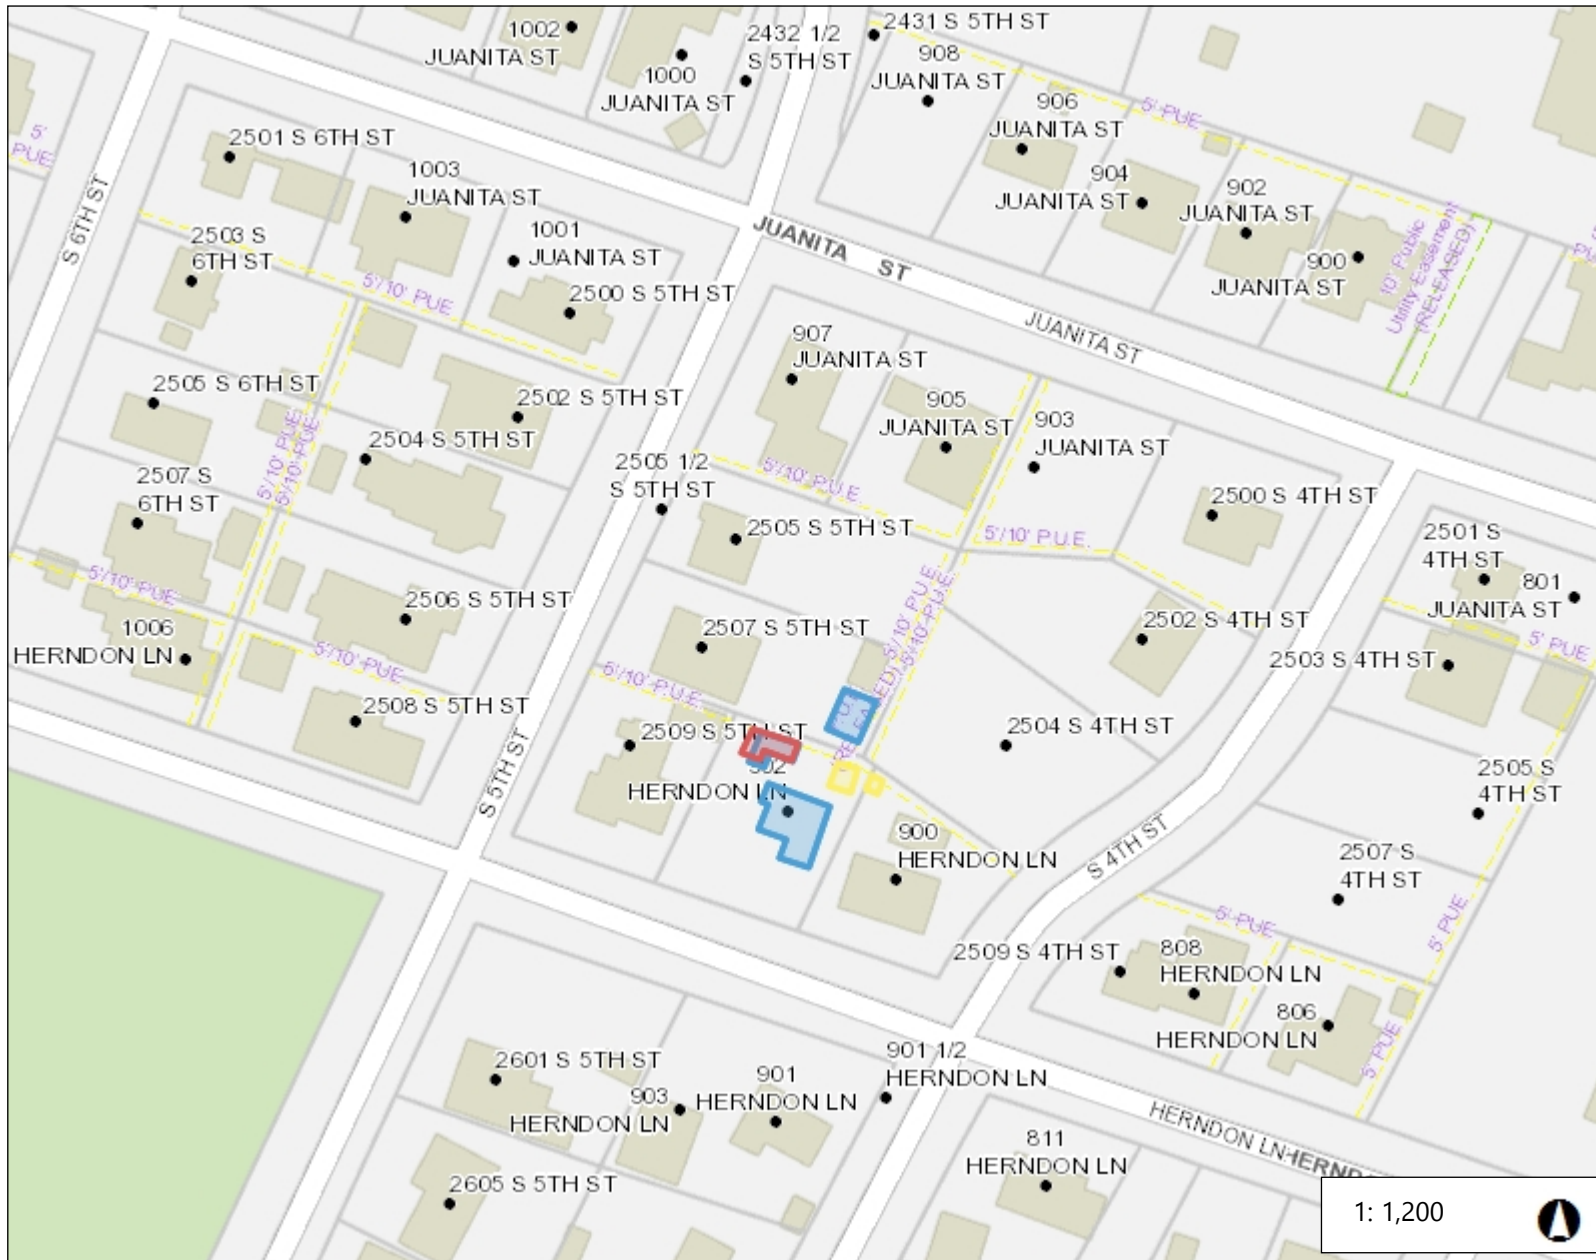 1002
JUANITA ST
1000
JUANITA ST
2432 1/2
S 5TH ST
2431 S 5TH ST
908
JUANITA ST
906
JUANITA ST
5' PUE
904
JUANITA ST
902
JUANITA ST
900
JUANITA ST
10' Public
Utility Easement
(RELEASED)
5'
PUE
S 6TH ST
2501 S 6TH ST
1003
JUANITA ST
2503 S
6TH ST
1001
JUANITA ST
5'/10' PUE
2500 S 5TH ST
JUANITA ST
JUANITA ST
907
JUANITA ST
905
JUANITA ST
903
JUANITA ST
2505 S 6TH ST
2502 S 5TH ST
2504 S 5TH ST
5'/10' PUE
5'/10' PUE
2507 S
6TH ST
2505 1/2
S 5TH ST
5'/10' P.U.E.
2505 S 5TH ST
5'/10' P.U.E.
2500 S 4TH ST
2501 S
4TH ST
801
JUANITA ST
5'/10' PUE
2506 S 5TH ST
1006
HERNDON LN
5'/10' PUE
2507 S 5TH ST
5'/10' P.U.E.
5'/10' P.U.E.
2502 S 4TH ST
2503 S 4TH ST
5' PUE
2508 S 5TH ST
5'/10' P.U.E.
2509 S 5TH ST
902
HERNDON LN
2504 S 4TH ST
S 5TH ST
2505 S
4TH ST
900
HERNDON LN
S 4TH ST
2507 S
4TH ST
5' PUE
5' PUE
2509 S 4TH ST
808
HERNDON LN
806
HERNDON LN
5' PUE
2601 S 5TH ST
903
HERNDON LN
901
HERNDON LN
901 1/2
HERNDON LN
HERNDON LN
2605 S 5TH ST
811
HERNDON LN
1: 1,200